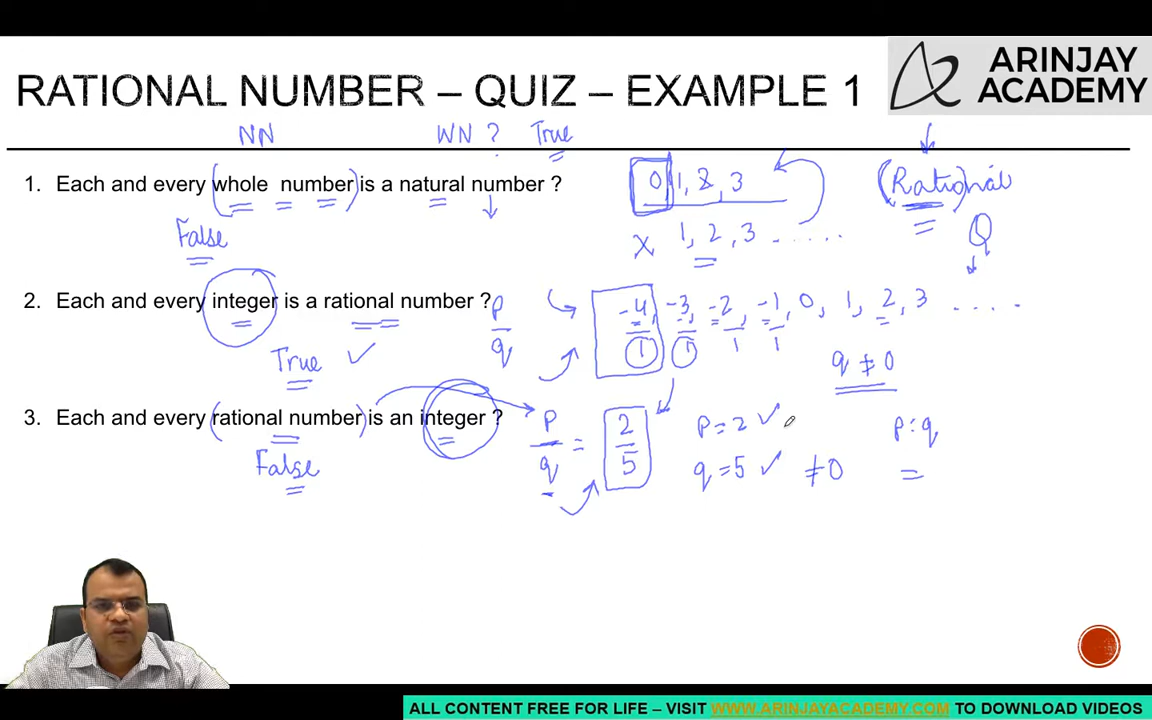 RATIONAL NUMBER – QUIZ – EXAMPLE 1
ARINJAY
ACADEMY
NN WN ? True
1. Each and every (whole number) is a natural number ?
0 1, 2, 3
(Rational)
False
X 1, 2, 3 ......
Q
2. Each and every integer is a rational number ?
p/q
-4, -3, -2, -1, 0, 1, 2, 3 ....
1 1 1 1
True ✓
q ≠ 0
3. Each and every (rational number) is an integer ?
p/q = 2/5
p = 2 ✓
p : q
False
q = 5 ✓ ≠ 0
=
ALL CONTENT FREE FOR LIFE – VISIT WWW.ARINJAYACADEMY.COM TO DOWNLOAD VIDEOS